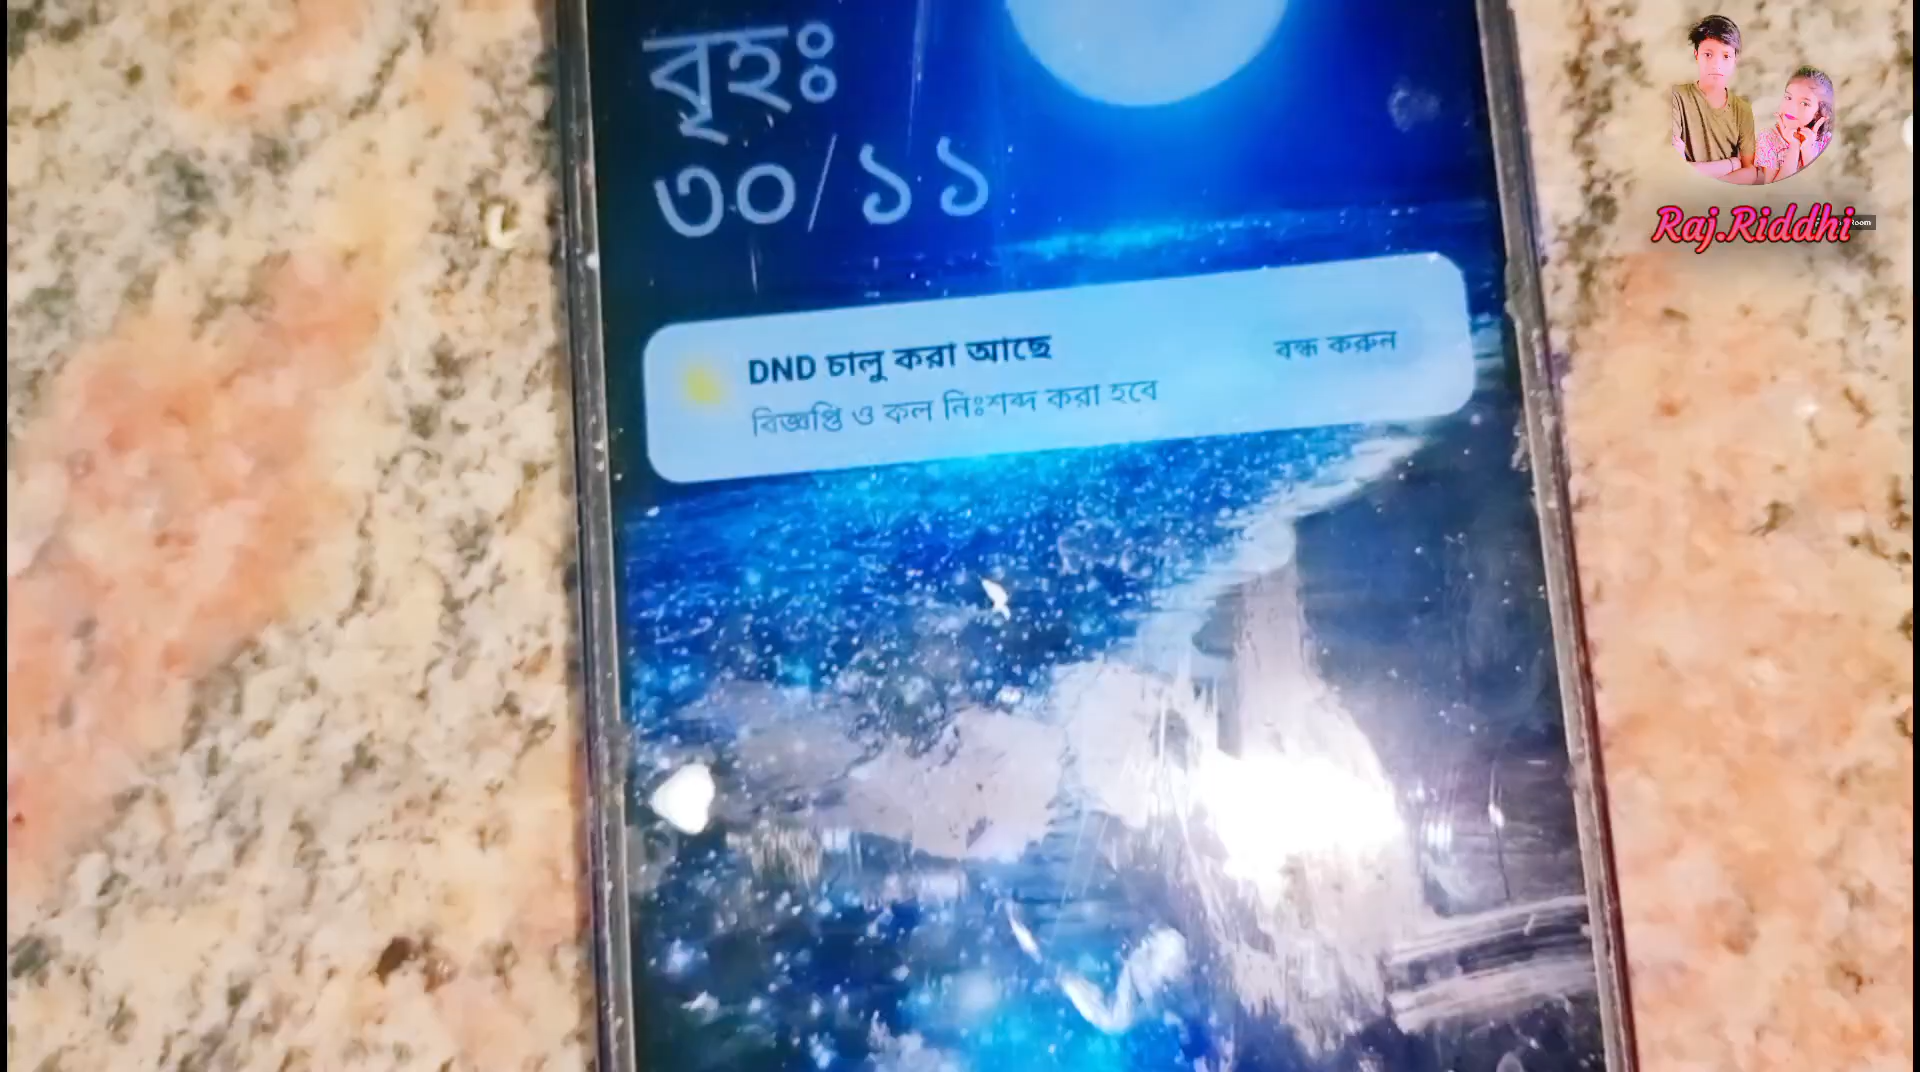 বৃহঃ
৩০/১১
DND চালু করা আছে
বন্ধ করুন
বিজ্ঞপ্তি ও কল নিঃশব্দ করা হবে
Raj.Riddhi